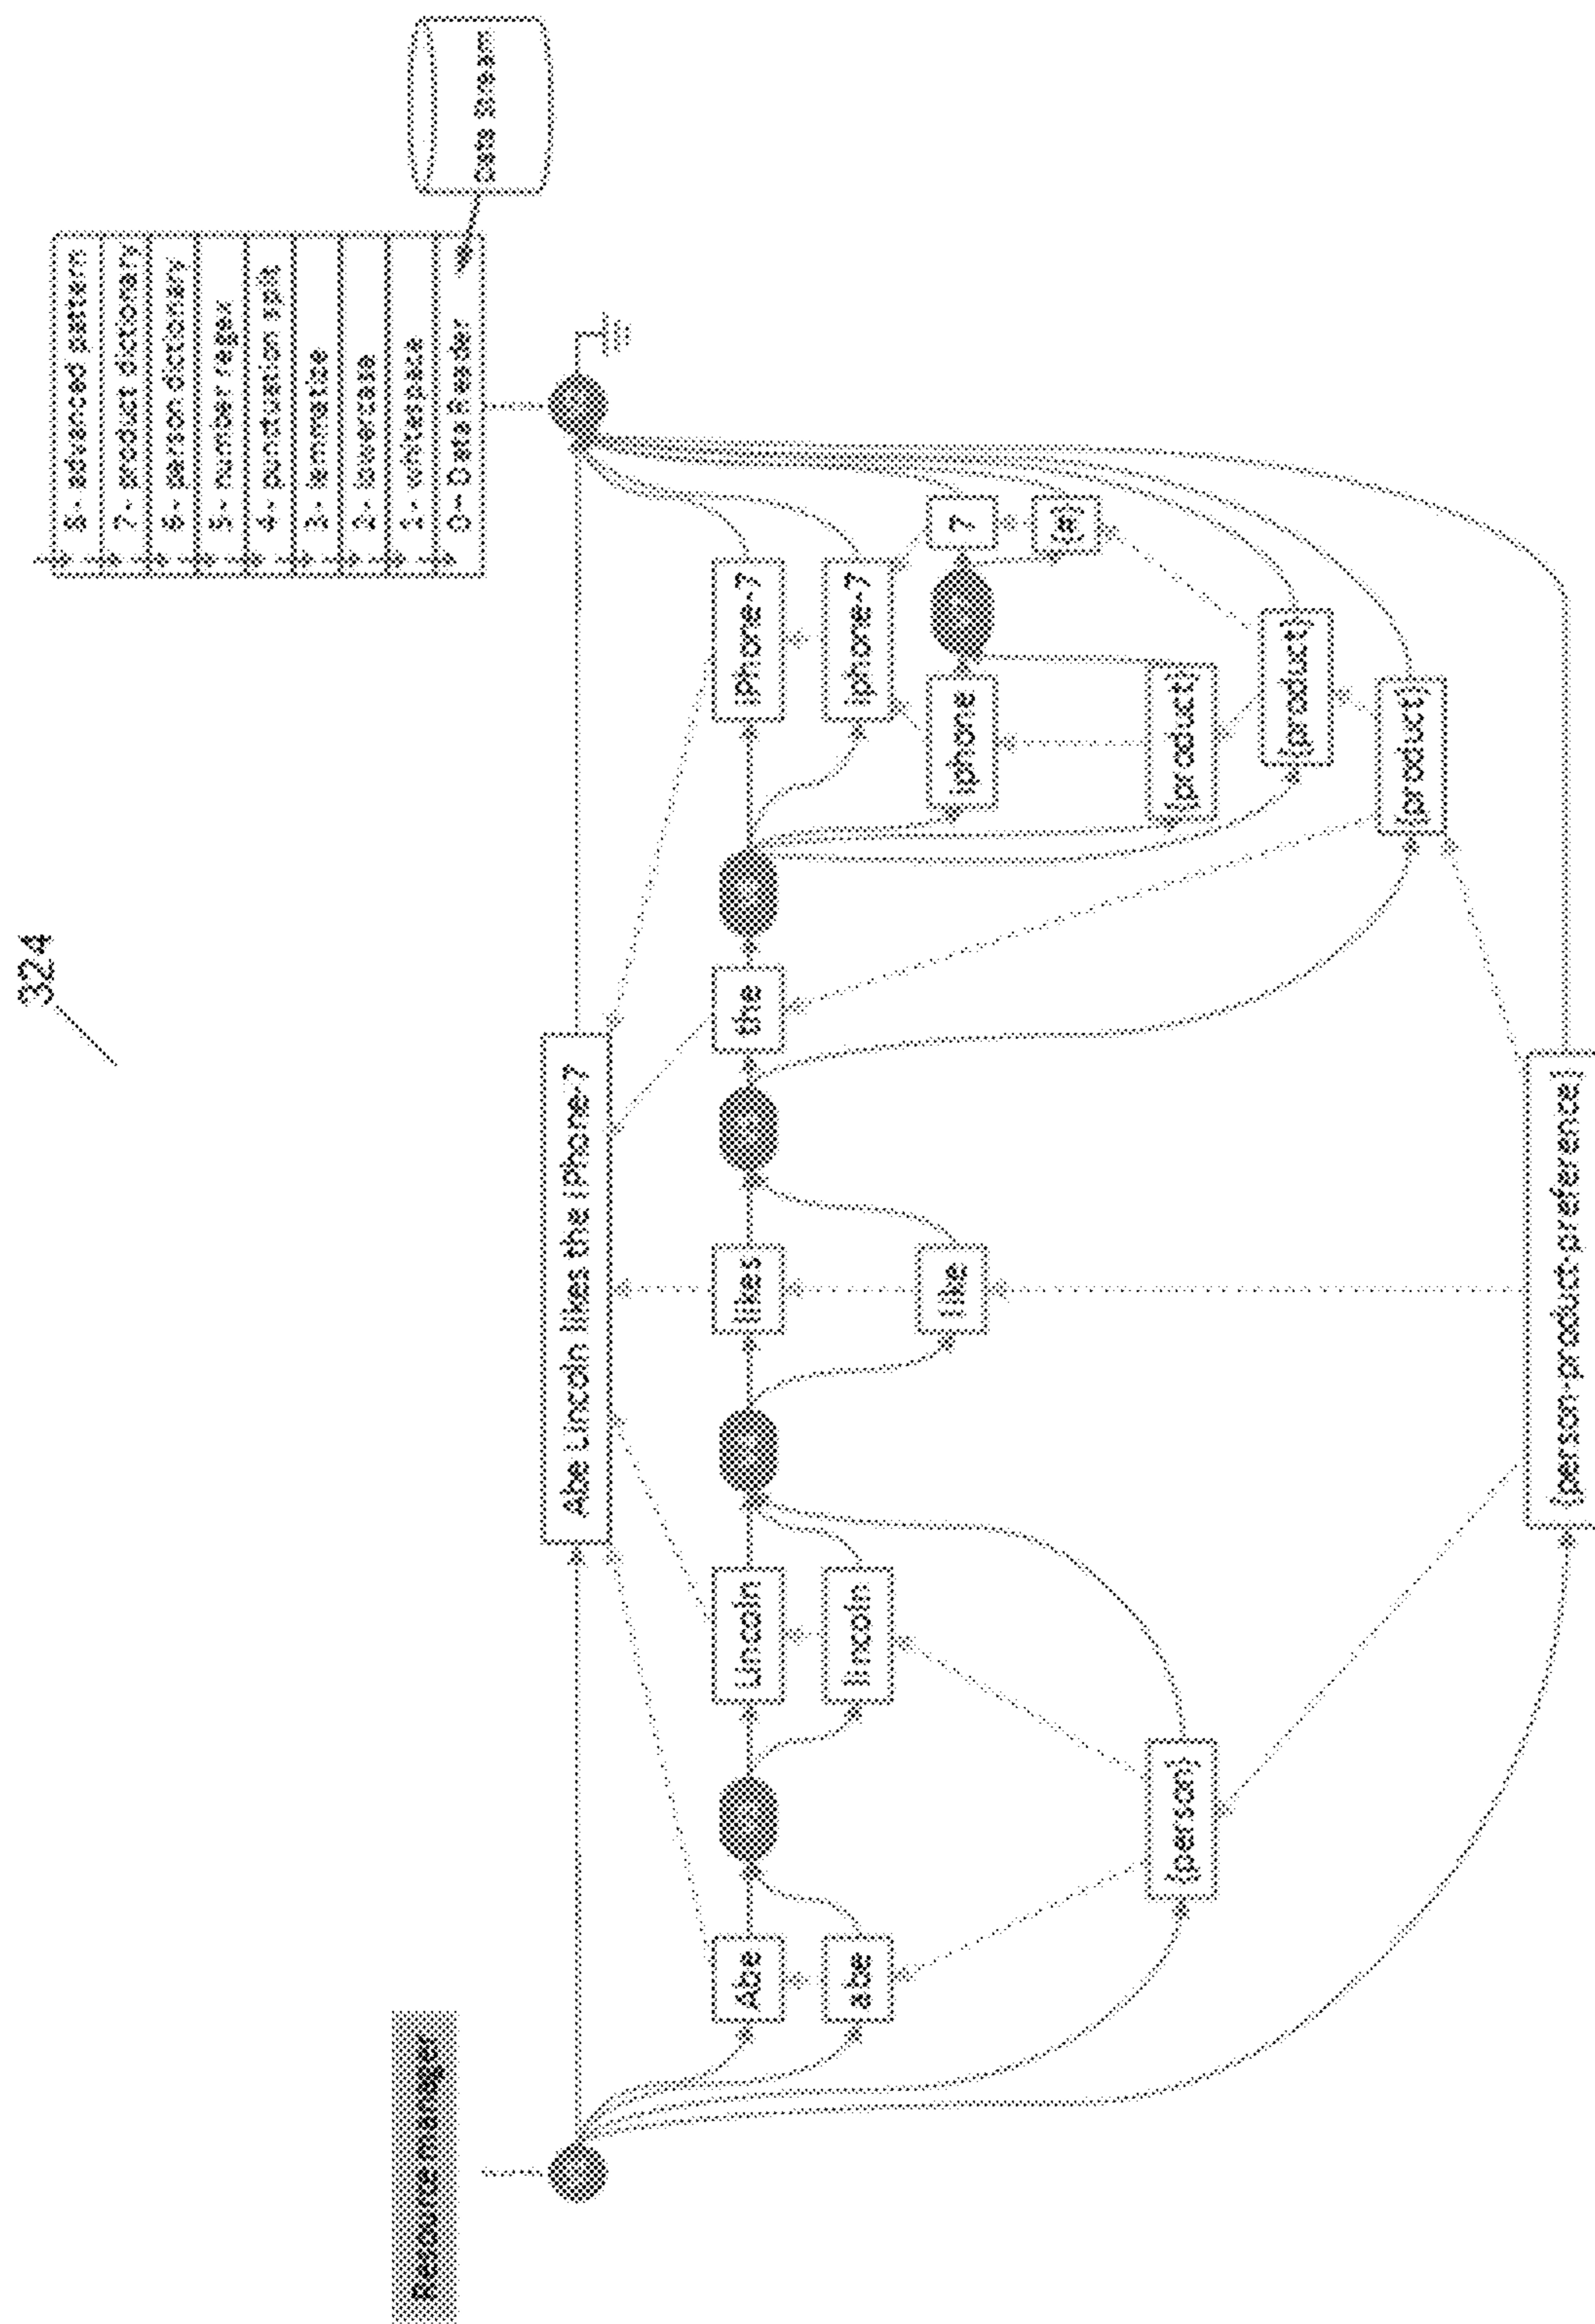 324
Resource manager
8- advanced pattern
7- product dictionary
6- person dictionary
5- number regex
4- punctuation split
3- lemmatize
2- lowercase
1- whitespace
0- DataReader
Data Stream
Abe Lincoln likes the iPhone-7
Abe
Lincoln
likes
the
iPhone-7
abe
lincoln
iphone-7
like
iphone
7
{person}
{product}
{product}
{product}
{person-product-preference}